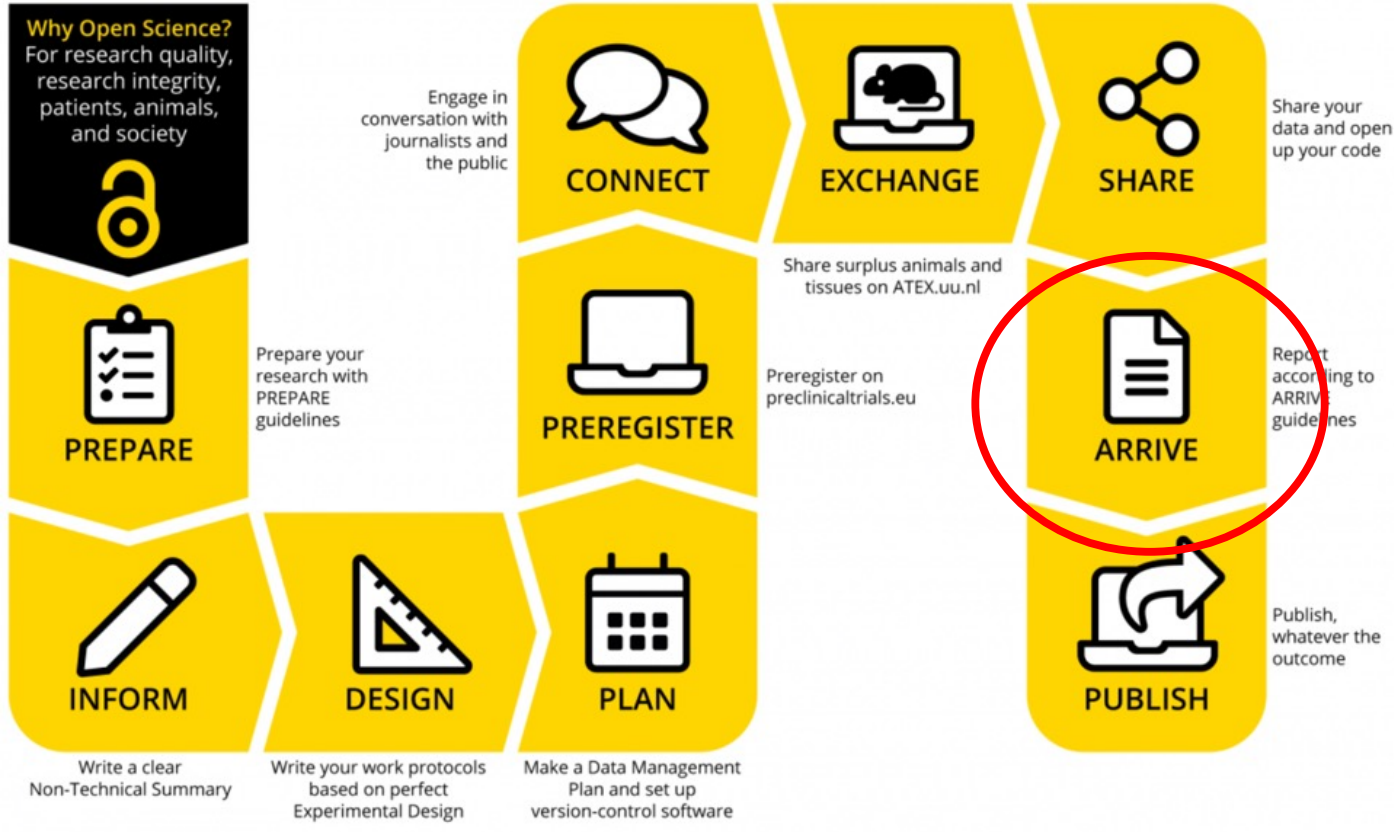 Why Open Science?
For research quality,
research integrity,
patients, animals,
and society
PREPARE
Prepare your
research with
PREPARE
guidelines
INFORM
Write a clear
Non-Technical Summary
DESIGN
Write your work protocols
based on perfect
Experimental Design
PLAN
Make a Data Management
Plan and set up
version-control software
PREREGISTER
Preregister on
preclinicaltrials.eu
CONNECT
Engage in
conversation with
journalists and
the public
EXCHANGE
Share surplus animals and
tissues on ATEX.uu.nl
SHARE
Share your
data and open
up your code
ARRIVE
Report
according to
ARRIVE
guidelines
PUBLISH
Publish,
whatever the
outcome